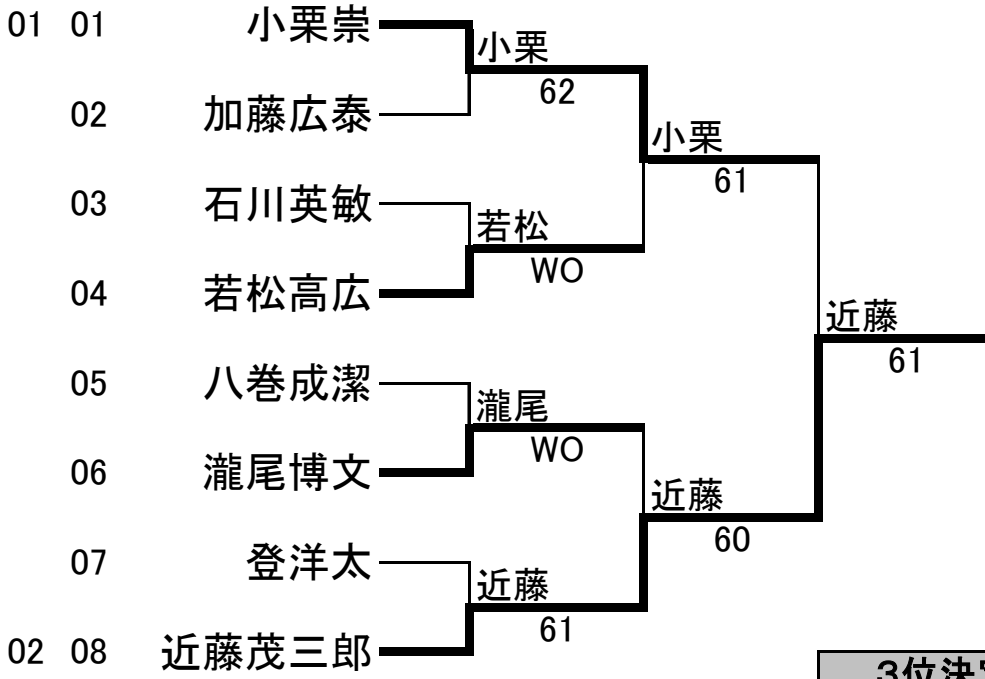 01 01 小栗崇
小栗
62
02 加藤広泰
小栗
61
03 石川英敏
若松
WO
04 若松高広
近藤
61
05 八巻成潔
瀧尾
WO
06 瀧尾博文
近藤
60
07 登洋太
近藤
61
02 08 近藤茂三郎
3位決